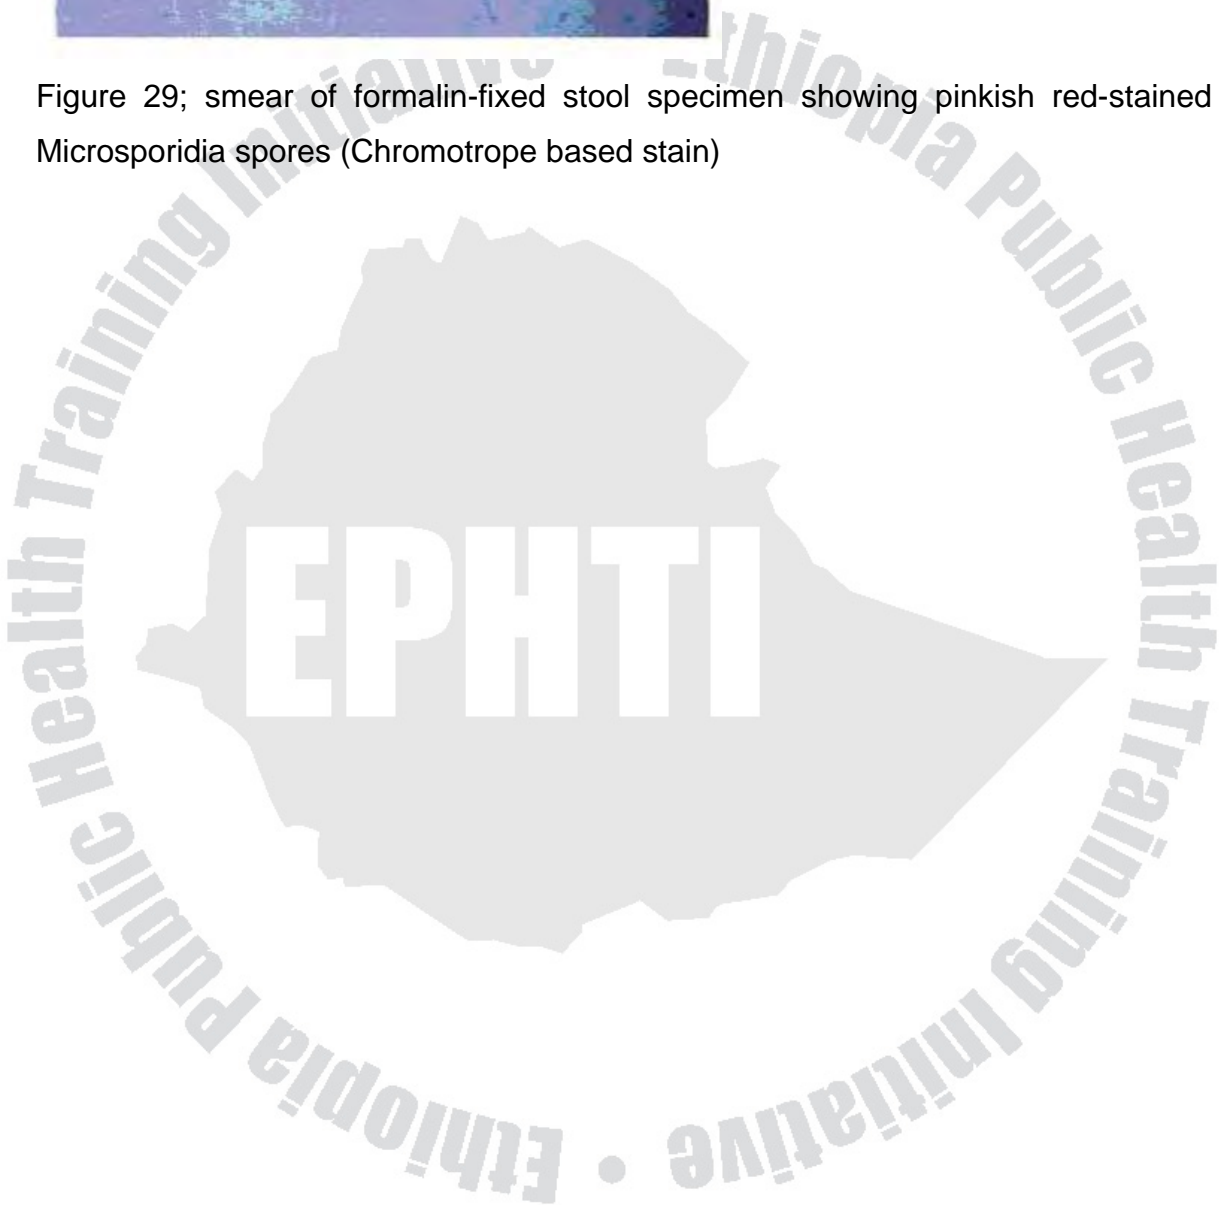 Figure 29; smear of formalin-fixed stool specimen showing pinkish red-stained
Microsporidia spores (Chromotrope based stain)
EPHTI
Ethiopia Public Health Training Initiative • Ethiopia Public Health Training Initiative